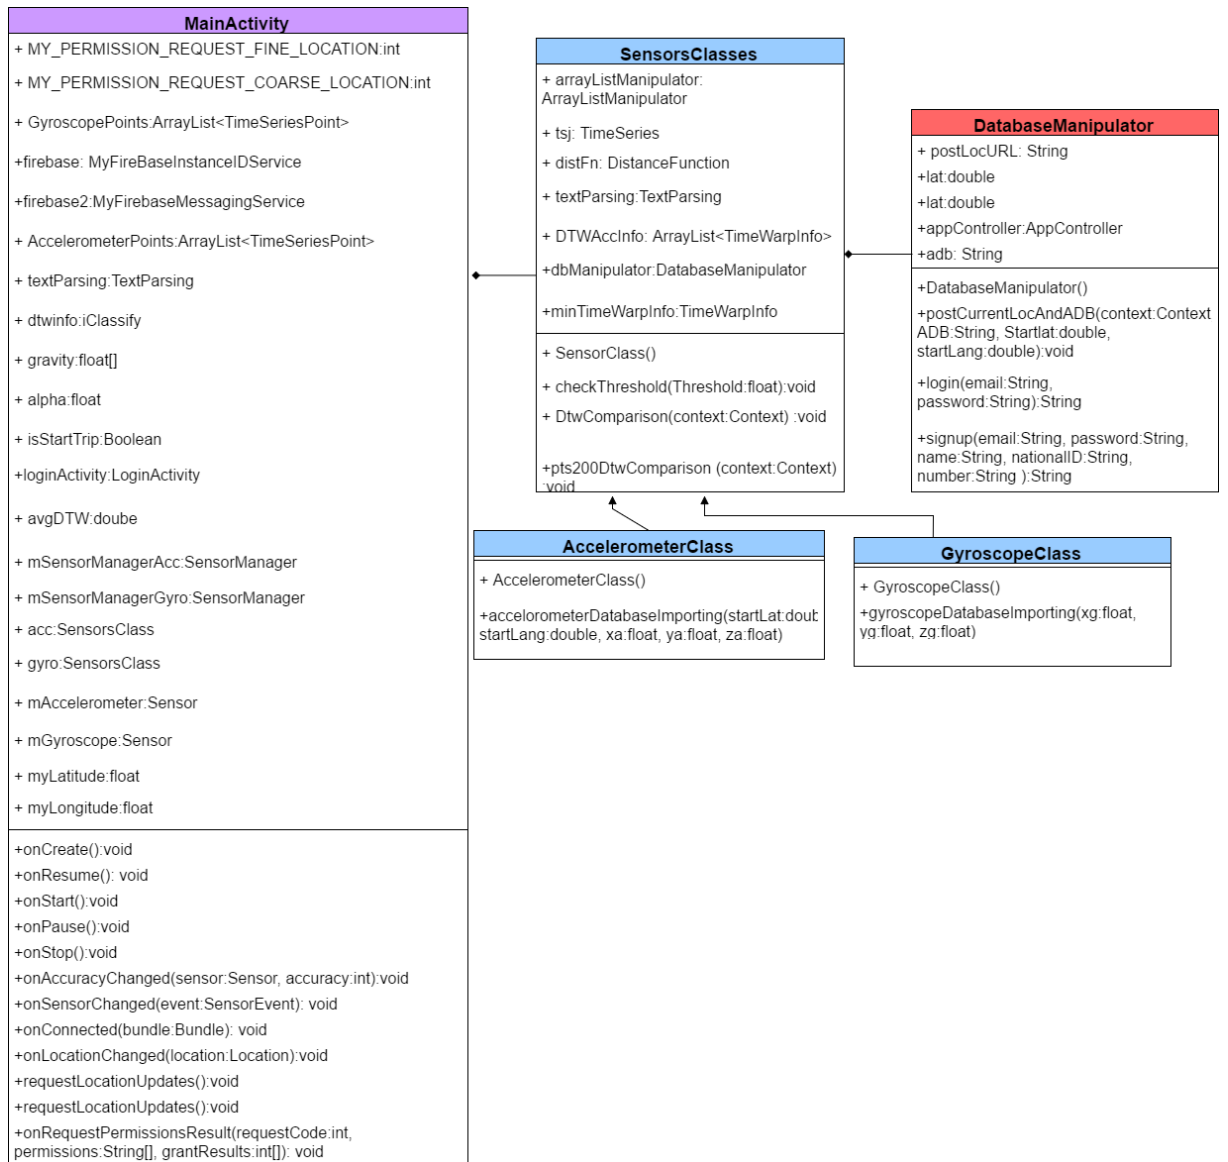 MainActivity
+ MY_PERMISSION_REQUEST_FINE_LOCATION:int
+ MY_PERMISSION_REQUEST_COARSE_LOCATION:int
+ GyroscopePoints:ArrayList<TimeSeriesPoint>
+firebase: MyFireBaseInstanceIDService
+firebase2:MyFirebaseMessagingService
+ AccelerometerPoints:ArrayList<TimeSeriesPoint>
+ textParsing:TextParsing
+ dtwinfo:iClassify
+ gravity:float[]
+ alpha:float
+ isStartTrip:Boolean
+loginActivity:LoginActivity
+ avgDTW:doube
+ mSensorManagerAcc:SensorManager
+ mSensorManagerGyro:SensorManager
+ acc:SensorsClass
+ gyro:SensorsClass
+ mAccelerometer:Sensor
+ mGyroscope:Sensor
+ myLatitude:float
+ myLongitude:float
+onCreate():void
+onResume(): void
+onStart():void
+onPause():void
+onStop():void
+onAccuracyChanged(sensor:Sensor, accuracy:int):void
+onSensorChanged(event:SensorEvent): void
+onConnected(bundle:Bundle): void
+onLocationChanged(location:Location):void
+requestLocationUpdates():void
+requestLocationUpdates():void
+onRequestPermissionsResult(requestCode:int,
permissions:String[], grantResults:int[]): void
SensorsClasses
+ arrayListManipulator:
ArrayListManipulator
+ tsj: TimeSeries
+ distFn: DistanceFunction
+ textParsing:TextParsing
+ DTWAccInfo: ArrayList<TimeWarpInfo>
+dbManipulator:DatabaseManipulator
+minTimeWarpInfo:TimeWarpInfo
+ SensorClass()
+ checkThreshold(Threshold:float):void
+ DtwComparison(context:Context) :void
+pts200DtwComparison (context:Context)
:void
DatabaseManipulator
+ postLocURL: String
+lat:double
+lat:double
+appController:AppController
+adb: String
+DatabaseManipulator()
+postCurrentLocAndADB(context:Context
ADB:String, Startlat:double,
startLang:double):void
+login(email:String,
password:String):String
+signup(email:String, password:String,
name:String, nationalID:String,
number:String ):String
AccelerometerClass
+ AccelerometerClass()
+accelorometerDatabaseImporting(startLat:doub
startLang:double, xa:float, ya:float, za:float)
GyroscopeClass
+ GyroscopeClass()
+gyroscopeDatabaseImporting(xg:float,
yg:float, zg:float)